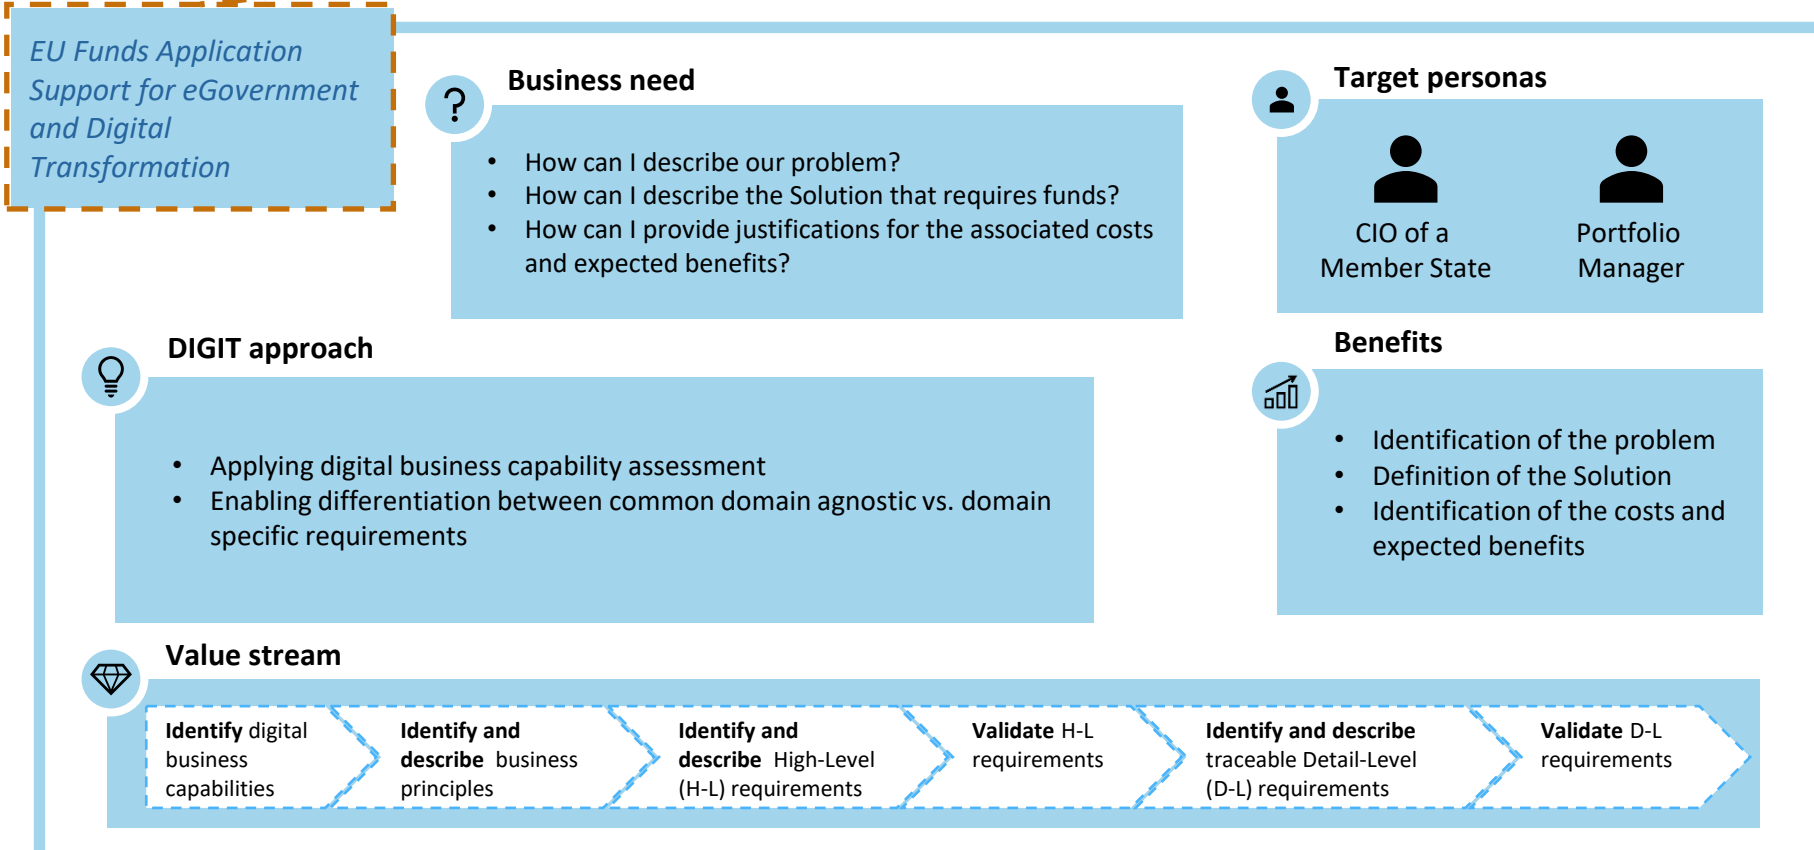 EU Funds Application
Support for eGovernment
and Digital
Transformation
Business need
• How can I describe our problem?
• How can I describe the Solution that requires funds?
• How can I provide justifications for the associated costs
and expected benefits?
Target personas
CIO of a
Member State
Portfolio
Manager
DIGIT approach
• Applying digital business capability assessment
• Enabling differentiation between common domain agnostic vs. domain
specific requirements
Benefits
• Identification of the problem
• Definition of the Solution
• Identification of the costs and
expected benefits
Value stream
Identify digital
business
capabilities
Identify and
describe business
principles
Identify and
describe High-Level
(H-L) requirements
Validate H-L
requirements
Identify and describe
traceable Detail-Level
(D-L) requirements
Validate D-L
requirements